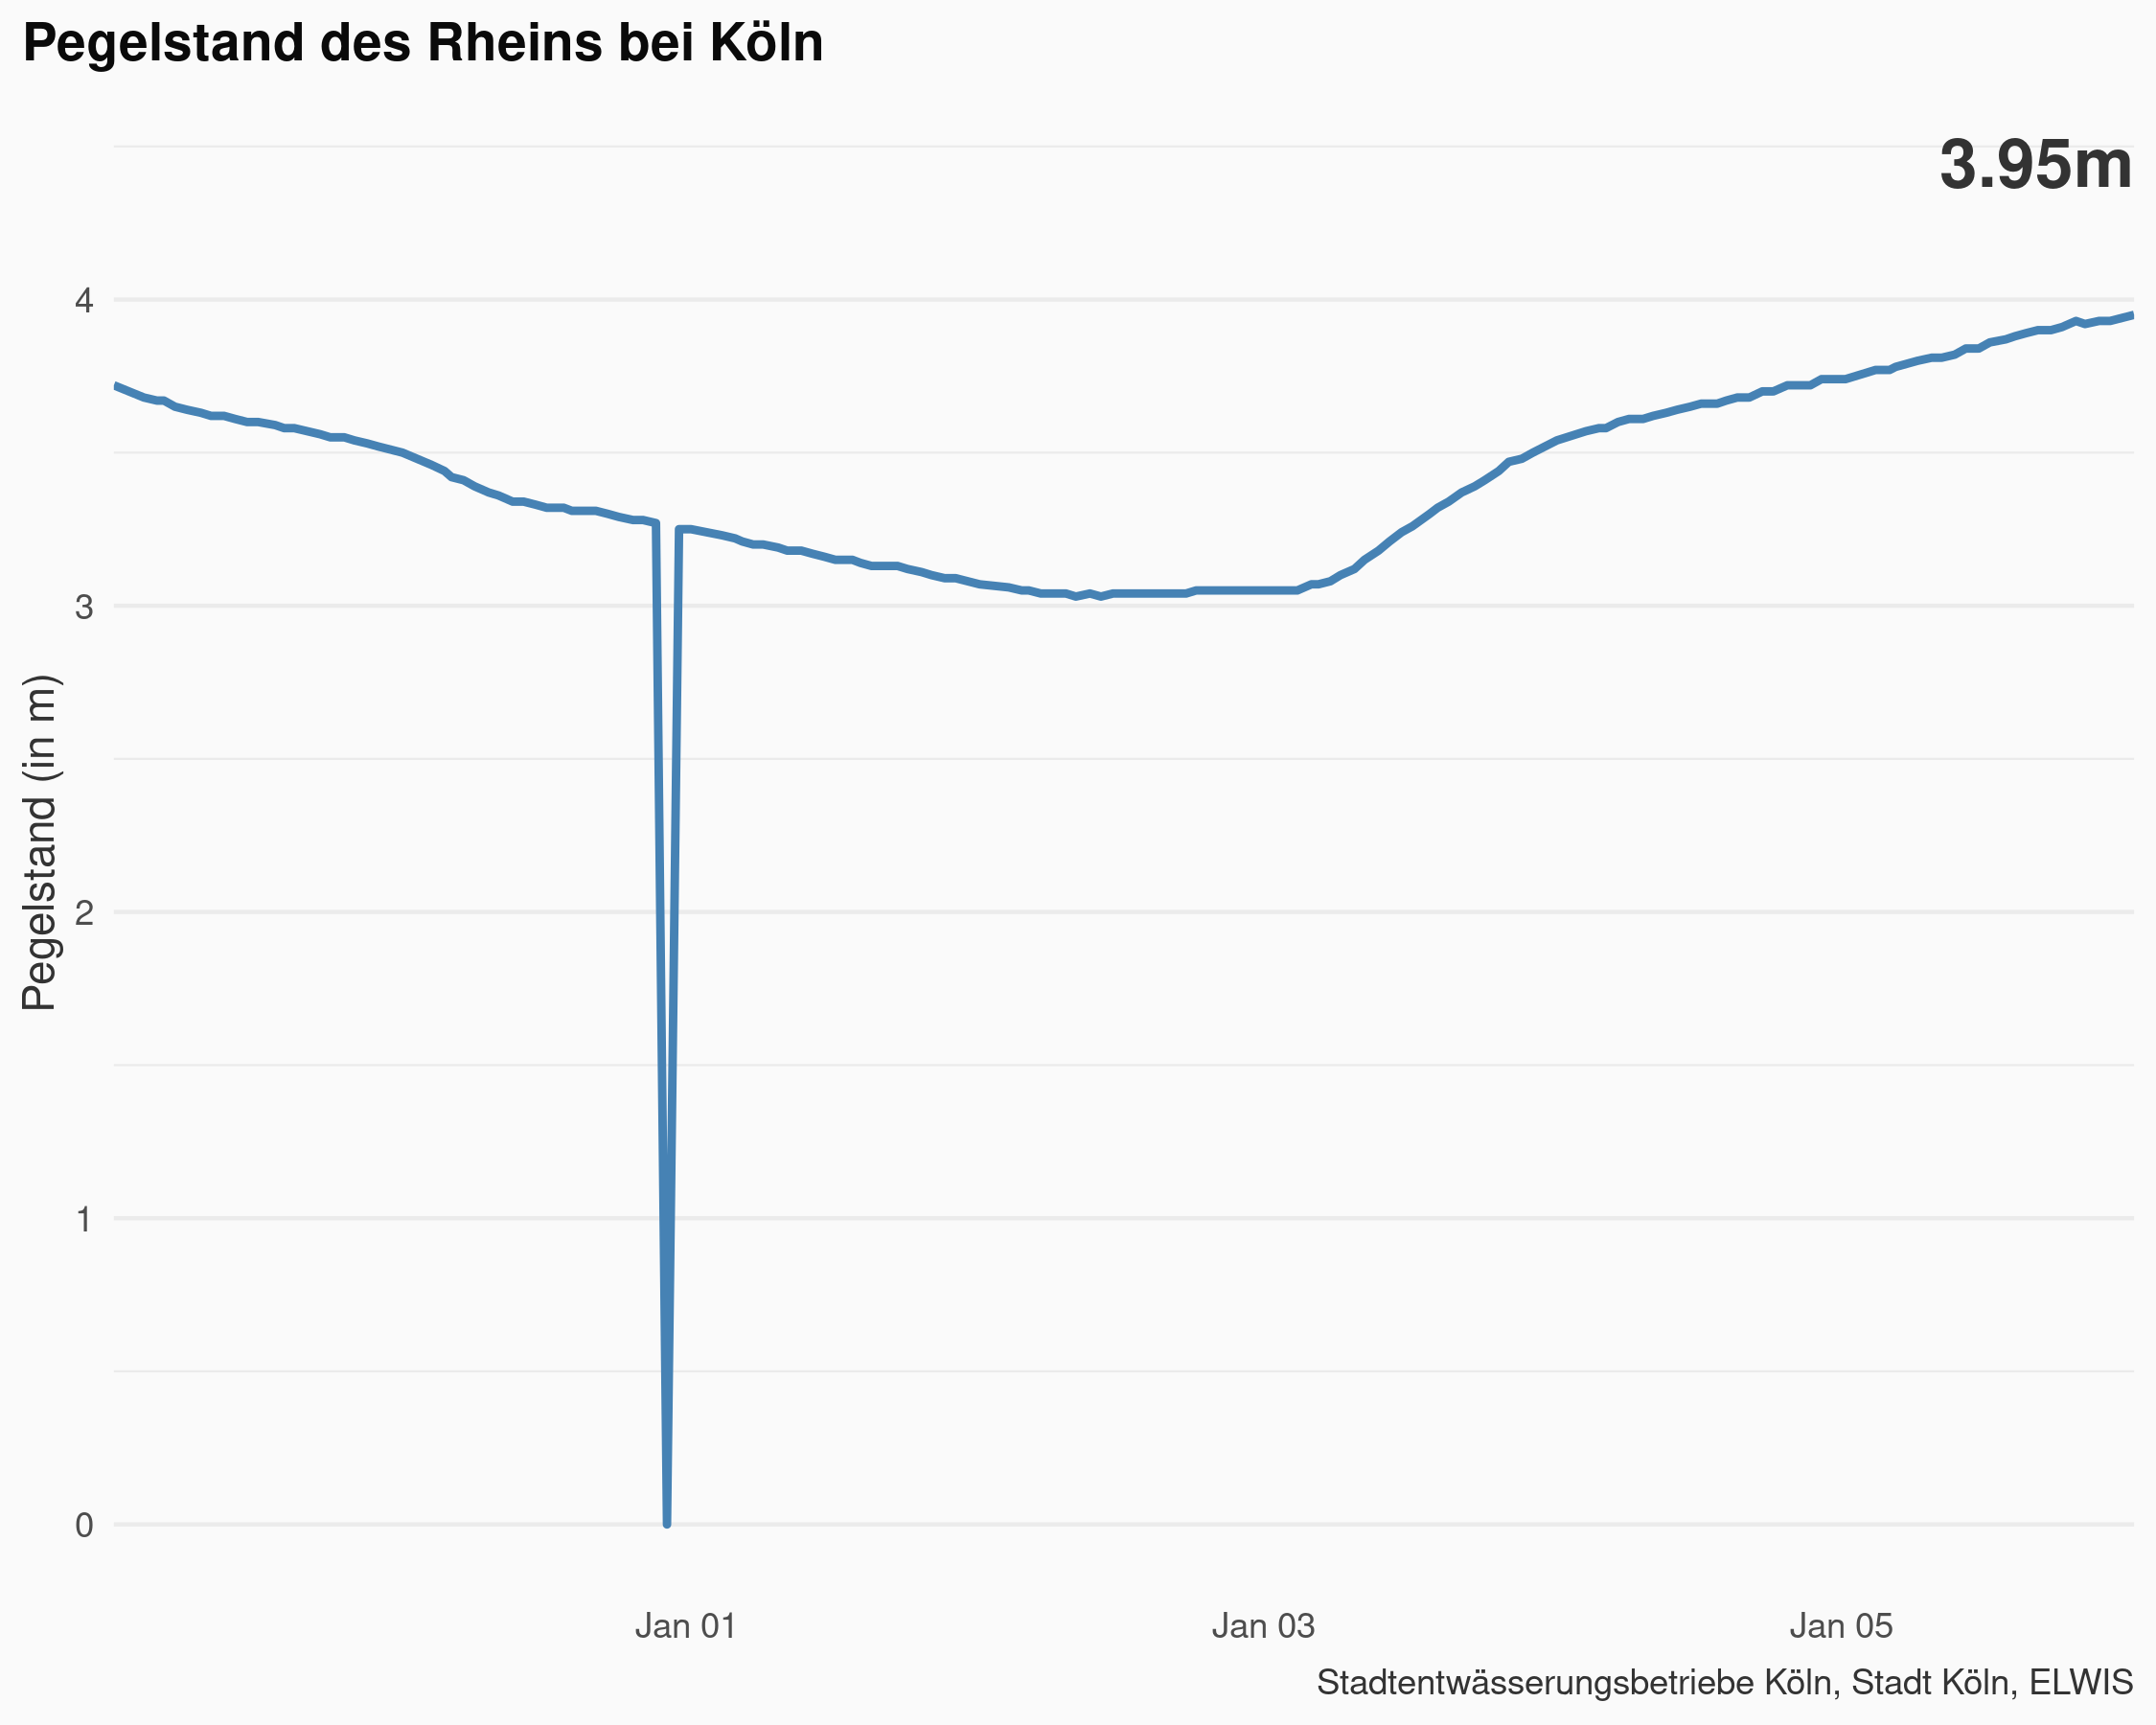 Pegelstand des Rheins bei Köln
3.95m
Pegelstand (in m)
4
3
2
1
0
Jan 01
Jan 03
Jan 05
Stadtentwässerungsbetriebe Köln, Stadt Köln, ELWIS